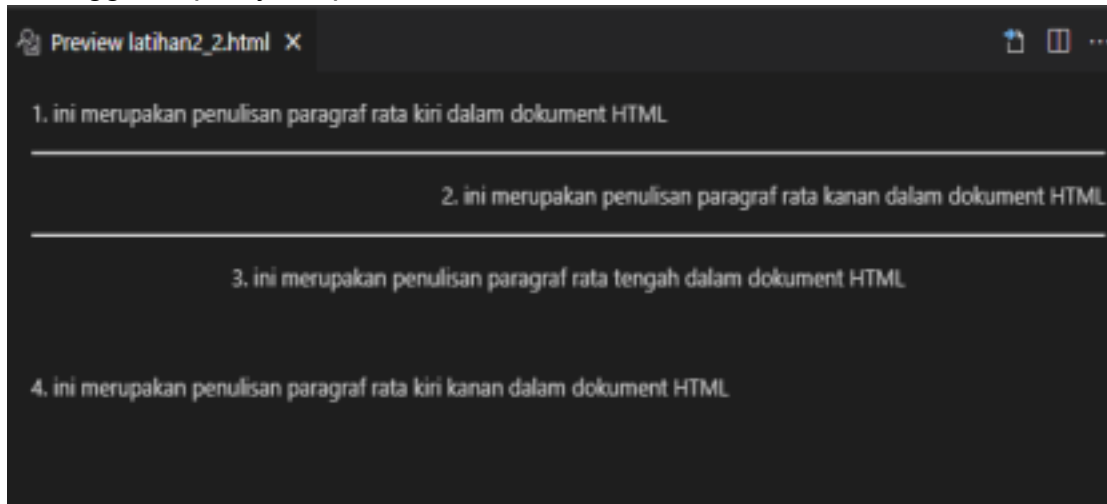 Preview latihan2_2.html
1. ini merupakan penulisan paragraf rata kiri dalam dokument HTML
2. ini merupakan penulisan paragraf rata kanan dalam dokument HTML
3. ini merupakan penulisan paragraf rata tengah dalam dokument HTML
4. ini merupakan penulisan paragraf rata kiri kanan dalam dokument HTML